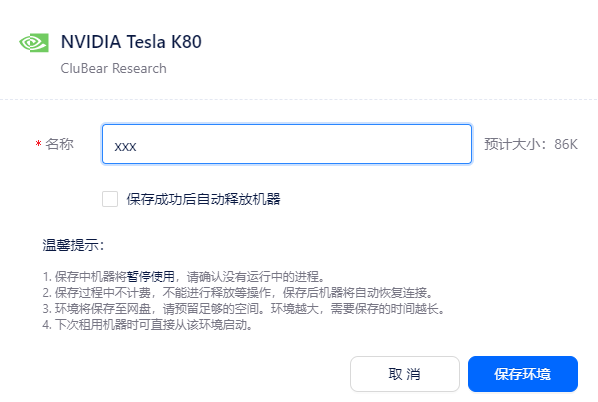 NVIDIA Tesla K80
CluBear Research
* 名称 xxx 预计大小：86K
保存成功后自动释放机器
温馨提示：
1. 保存中机器将暂停使用，请确认没有运行中的进程。
2. 保存过程中不计费，不能进行释放等操作，保存后机器将自动恢复连接。
3. 环境将保存至网盘，请预留足够的空间。环境越大，需要保存的时间越长。
4. 下次租用机器时可直接从该环境启动。
取 消 保存环境